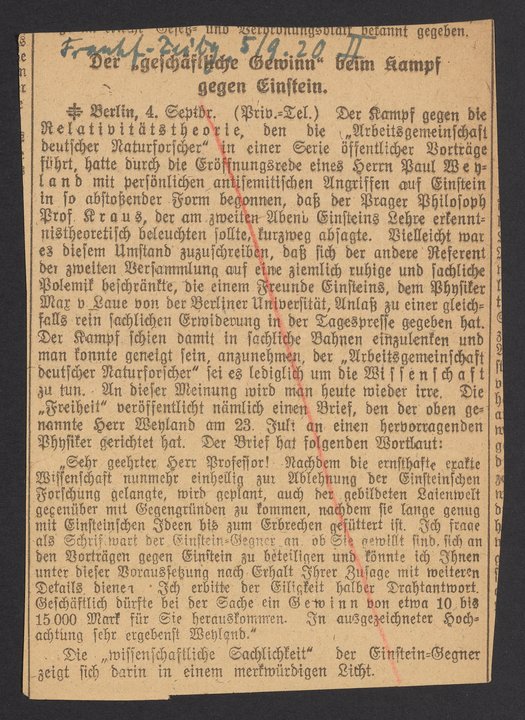 Gesetz- und Verordnungsblatt bekannt gegeben.
Frankf. Zeitg 5/9. 20 II
Der „geschäftliche Gewinn“ beim Kampf
gegen Einstein.
Berlin, 4. Septbr. (Priv.-Tel.) Der Kampf gegen die
Relativitätstheorie, den die „Arbeitsgemeinschaft
deutscher Naturforscher“ in einer Serie öffentlicher Vorträge
führt, hatte durch die Eröffnungsrede eines Herrn Paul Wey-
land mit persönlichen antisemitischen Angriffen auf Einstein
in so abstoßender Form begonnen, daß der Prager Philosoph
Prof. Kraus, der am zweiten Abend Einsteins Lehre erkennt-
nistheoretisch beleuchten sollte, kurzweg absagte. Vielleicht war
es diesem Umstand zuzuschreiben, daß sich der andere Referent
der zweiten Versammlung auf eine ziemlich ruhige und sachliche
Polemik beschränkte, die einem Freunde Einsteins, dem Physiker
Max v. Laue von der Berliner Universität, Anlaß zu einer gleich-
falls rein sachlichen Erwiderung in der Tagespresse gegeben hat.
Der Kampf schien damit in sachliche Bahnen einzulenken und
man konnte geneigt sein, anzunehmen, der „Arbeitsgemeinschaft
deutscher Naturforscher“ sei es lediglich um die Wissenschaft
zu tun. An dieser Meinung wird man heute wieder irre. Die
„Freiheit“ veröffentlicht nämlich einen Brief, den der oben ge-
nannte Herr Weyland am 23. Juli an einen hervorragenden
Physiker gerichtet hat. Der Brief hat folgenden Wortlaut:
„Sehr geehrter Herr Professor! Nachdem die ernsthafte exakte
Wissenschaft nunmehr einhellig zur Ablehnung der Einsteinschen
Forschung gelangte, wird geplant, auch der gebildeten Laienwelt
gegenüber mit Gegengründen zu kommen, nachdem sie lange genug
mit Einsteinschen Ideen bis zum Erbrechen gefüttert ist. Ich frage
als Schriftwart der Einstein-Gegner an, ob Sie gewillt sind, sich an
den Vorträgen gegen Einstein zu beteiligen und könnte ich Ihnen
unter dieser Voraussetzung nach Erhalt Ihrer Zusage mit weiteren
Details dienen. Ich erbitte der Eiligkeit halber Drahtantwort.
Geschäftlich dürfte bei der Sache ein Gewinn von etwa 10 bis
15 000 Mark für Sie herauskommen. In ausgezeichneter Hoch-
achtung sehr ergebenst Weyland.“
Die „wissenschaftliche Sachlichkeit“ der Einstein-Gegner
zeigt sich darin in einem merkwürdigen Licht.